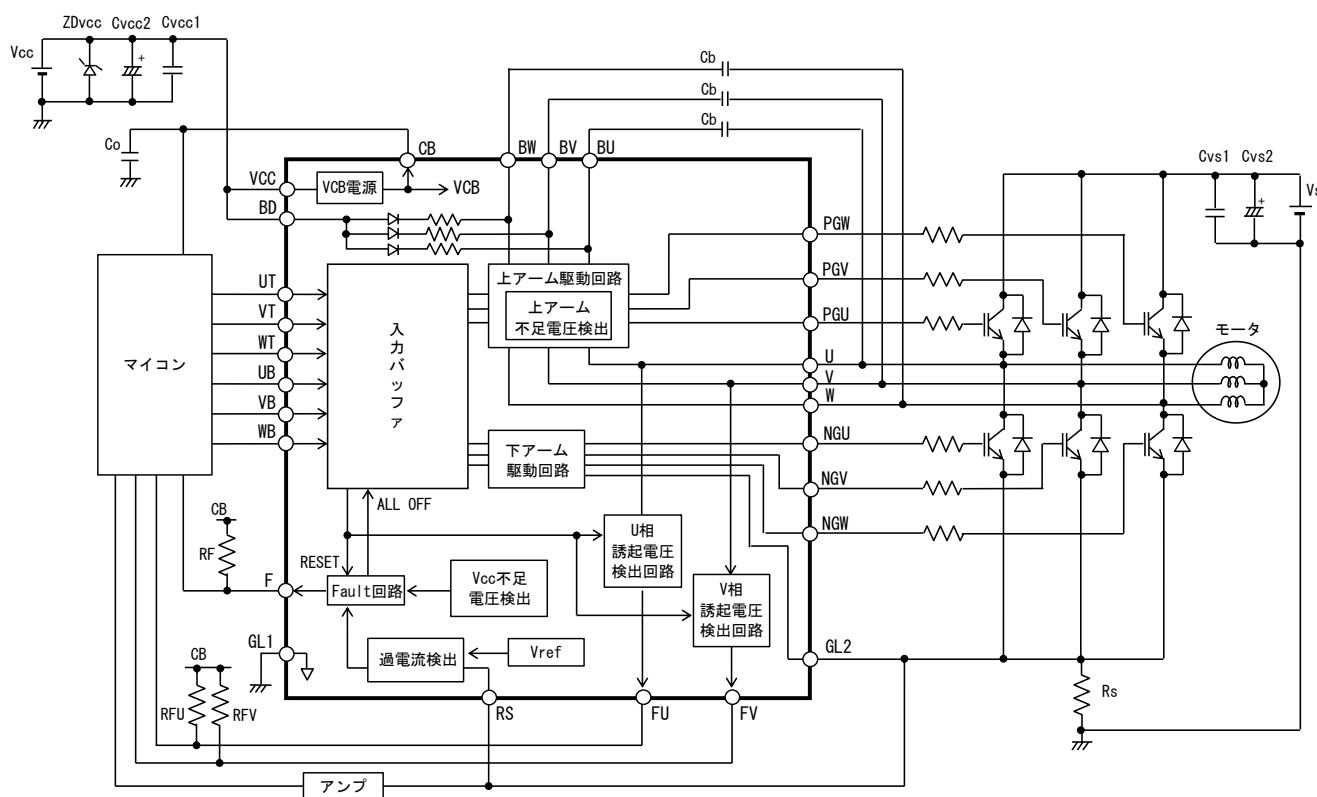 ZDvcc Cvcc2 Cvcc1
Vcc
+
Cb
Cb
Cb
Co
CB
BW
BV
BU
Cvs1 Cvs2
+
VCC
VCB電源
VCB
BD
PGW
PGV
PGU
上アーム駆動回路
上アーム
不足電圧検出
マイコン
UT
VT
WT
UB
VB
WB
入力バッファ
U
V
W
モータ
NGU
NGV
NGW
下アーム
駆動回路
ALL OFF
CB
RF
RESET
F
Fault回路
Vcc不足
電圧検出
U相
誘起電圧
検出回路
V相
誘起電圧
検出回路
GL1
過電流検出
Vref
GL2
CB
RFU
RFV
RS
FU
FV
Rs
アンプ